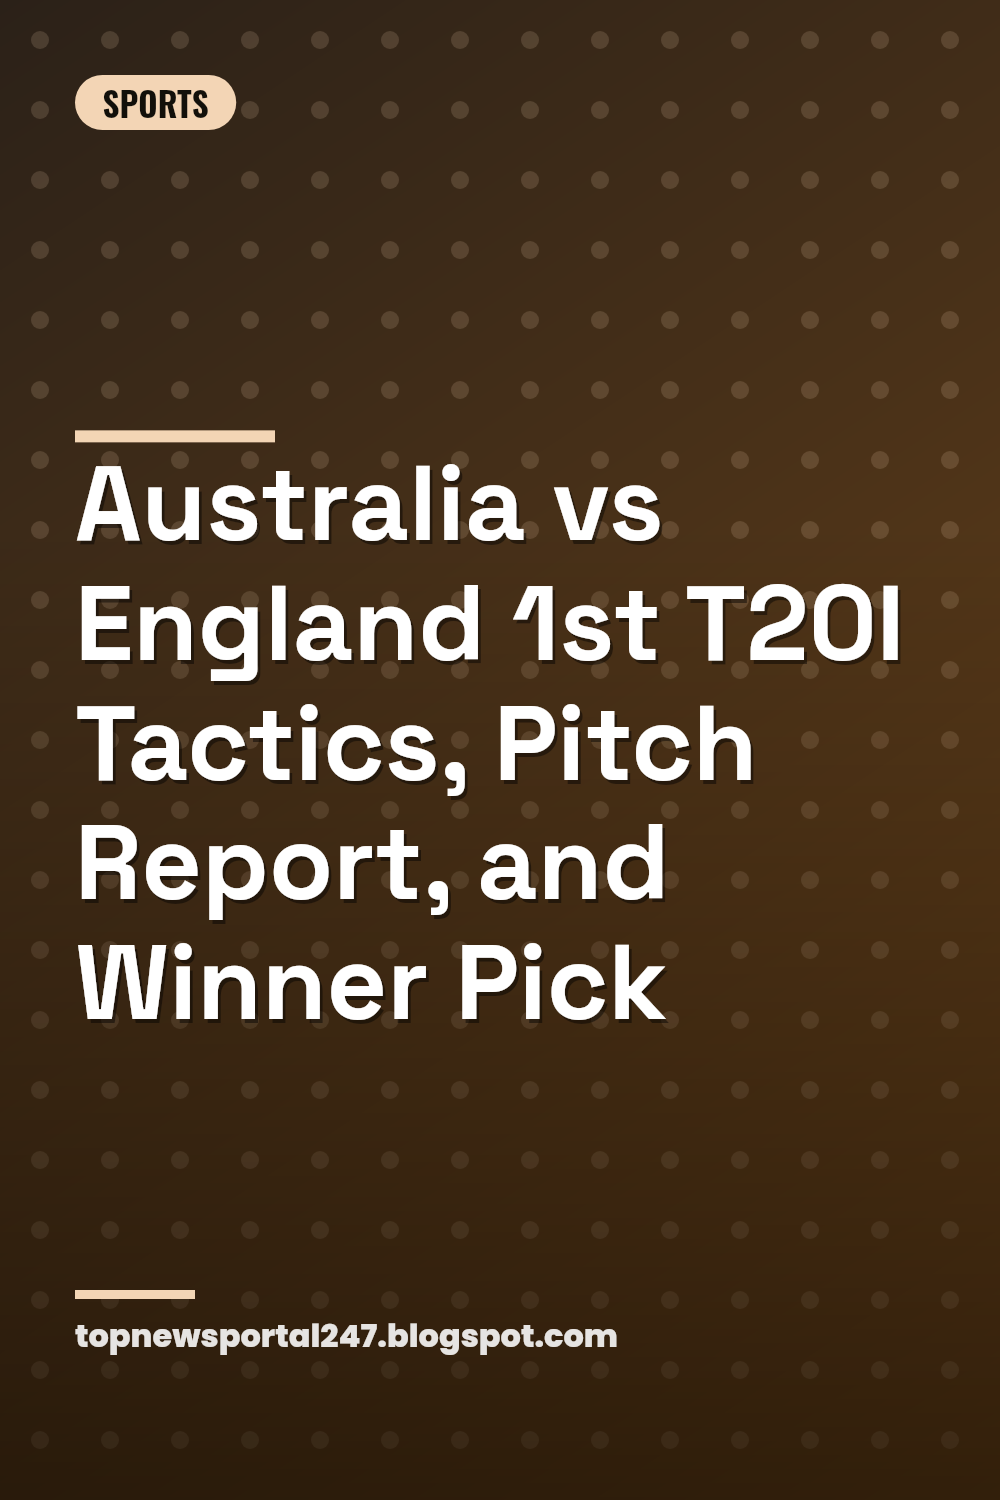 SPORTS
Australia vs
England 1st T20I
Tactics, Pitch
Report, and
Winner Pick
topnewsportal247.blogspot.com